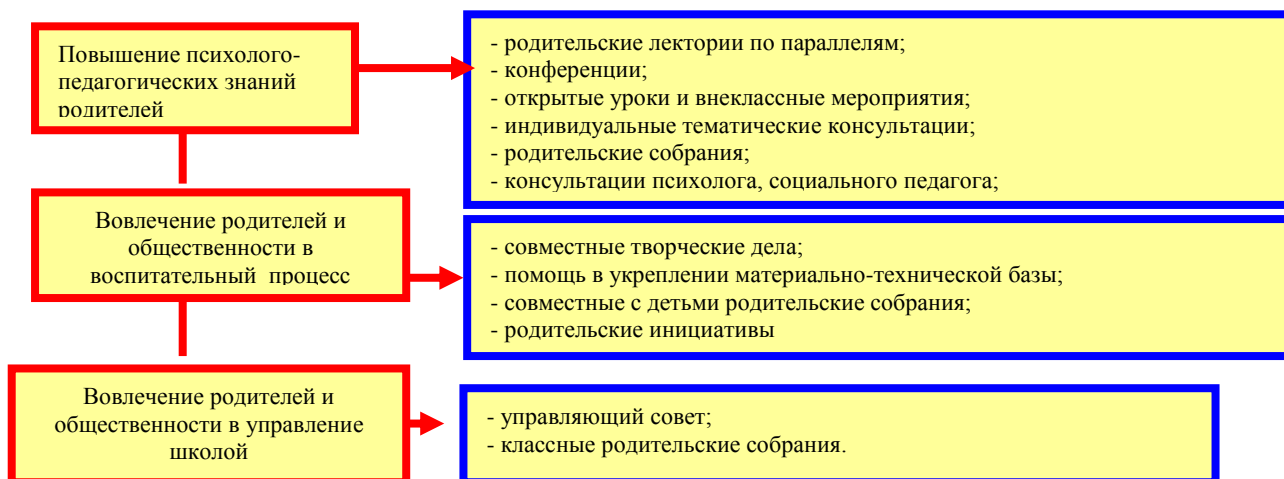 Повышение психолого-
педагогических знаний
родителей
- родительские лектории по параллелям;
- конференции;
- открытые уроки и внеклассные мероприятия;
- индивидуальные тематические консультации;
- родительские собрания;
- консультации психолога, социального педагога;
Вовлечение родителей и
общественности в
воспитательный процесс
- совместные творческие дела;
- помощь в укреплении материально-технической базы;
- совместные с детьми родительские собрания;
- родительские инициативы
Вовлечение родителей и
общественности в управление
школой
- управляющий совет;
- классные родительские собрания.